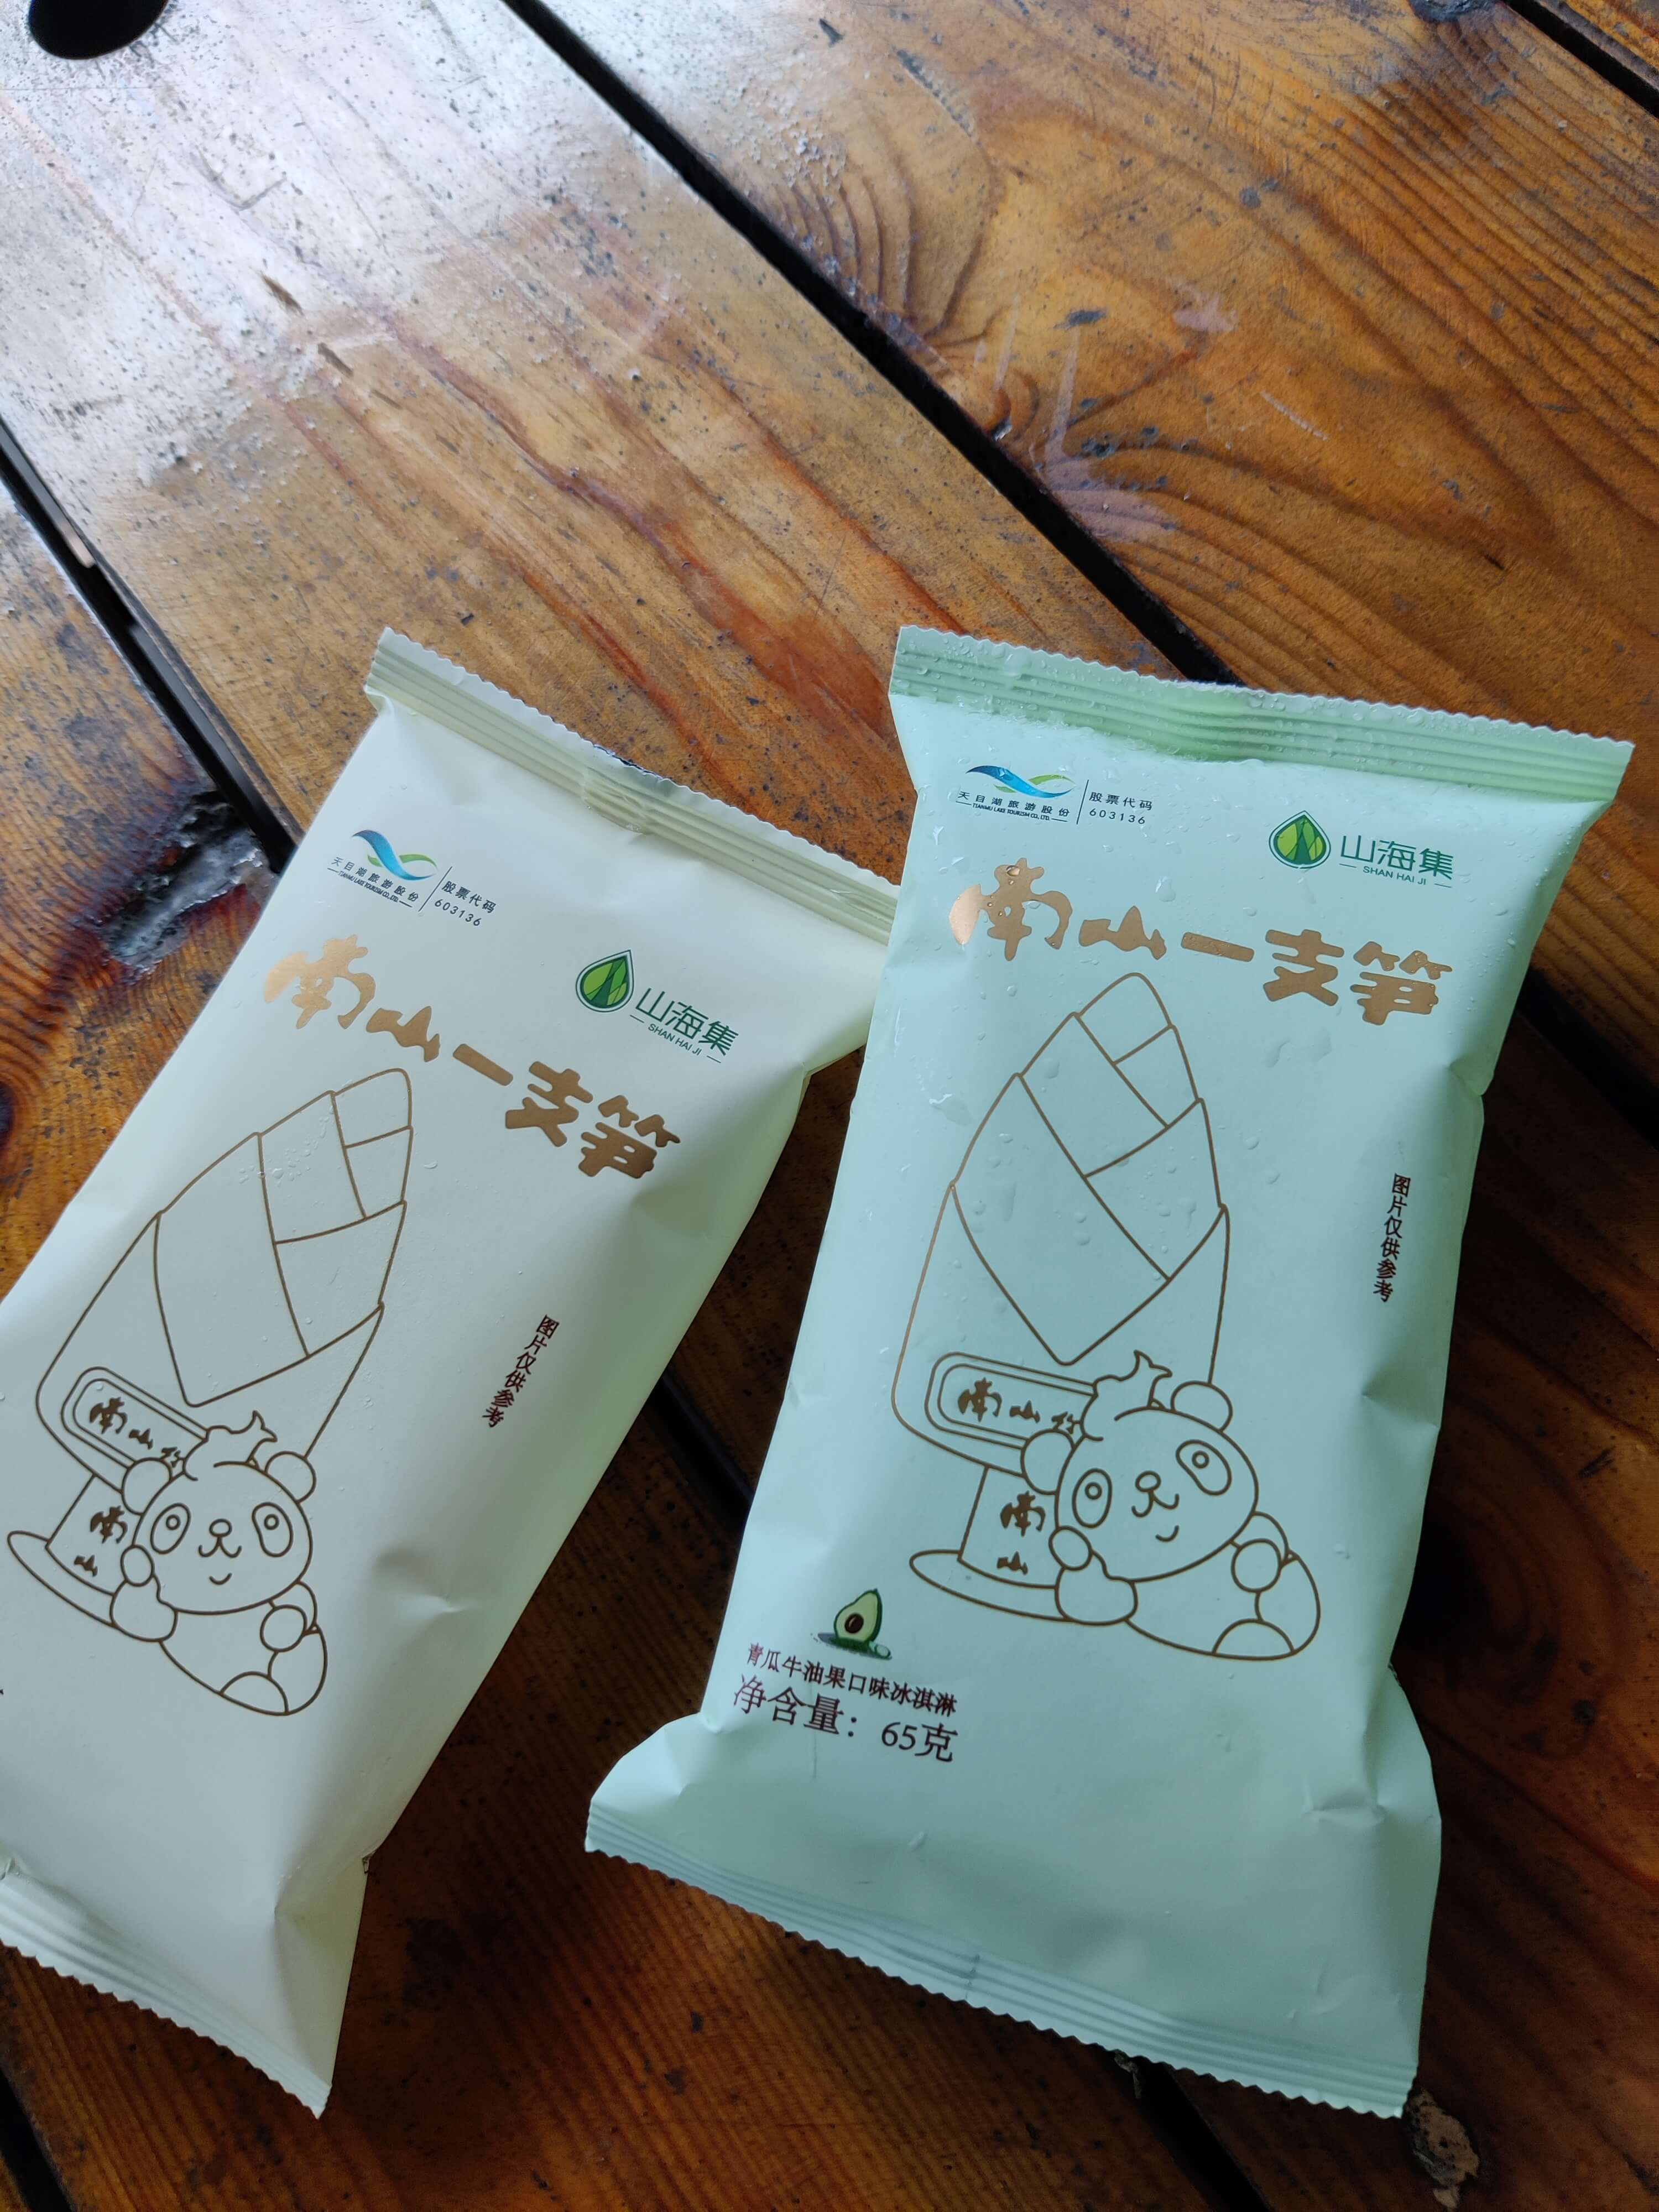 天目湖旅游股份
TIANMU LAKE TOURISM CO., LTD.
股票代码
603136
山海集
SHAN HAI JI
南山一支笋
图片仅供参考
南山竹
南
山
天目湖旅游股份
TIANMU LAKE TOURISM CO., LTD.
股票代码
603136
山海集
SHAN HAI JI
南山一支笋
图片仅供参考
南山竹
南
山
青瓜牛油果口味冰淇淋
净含量：65克